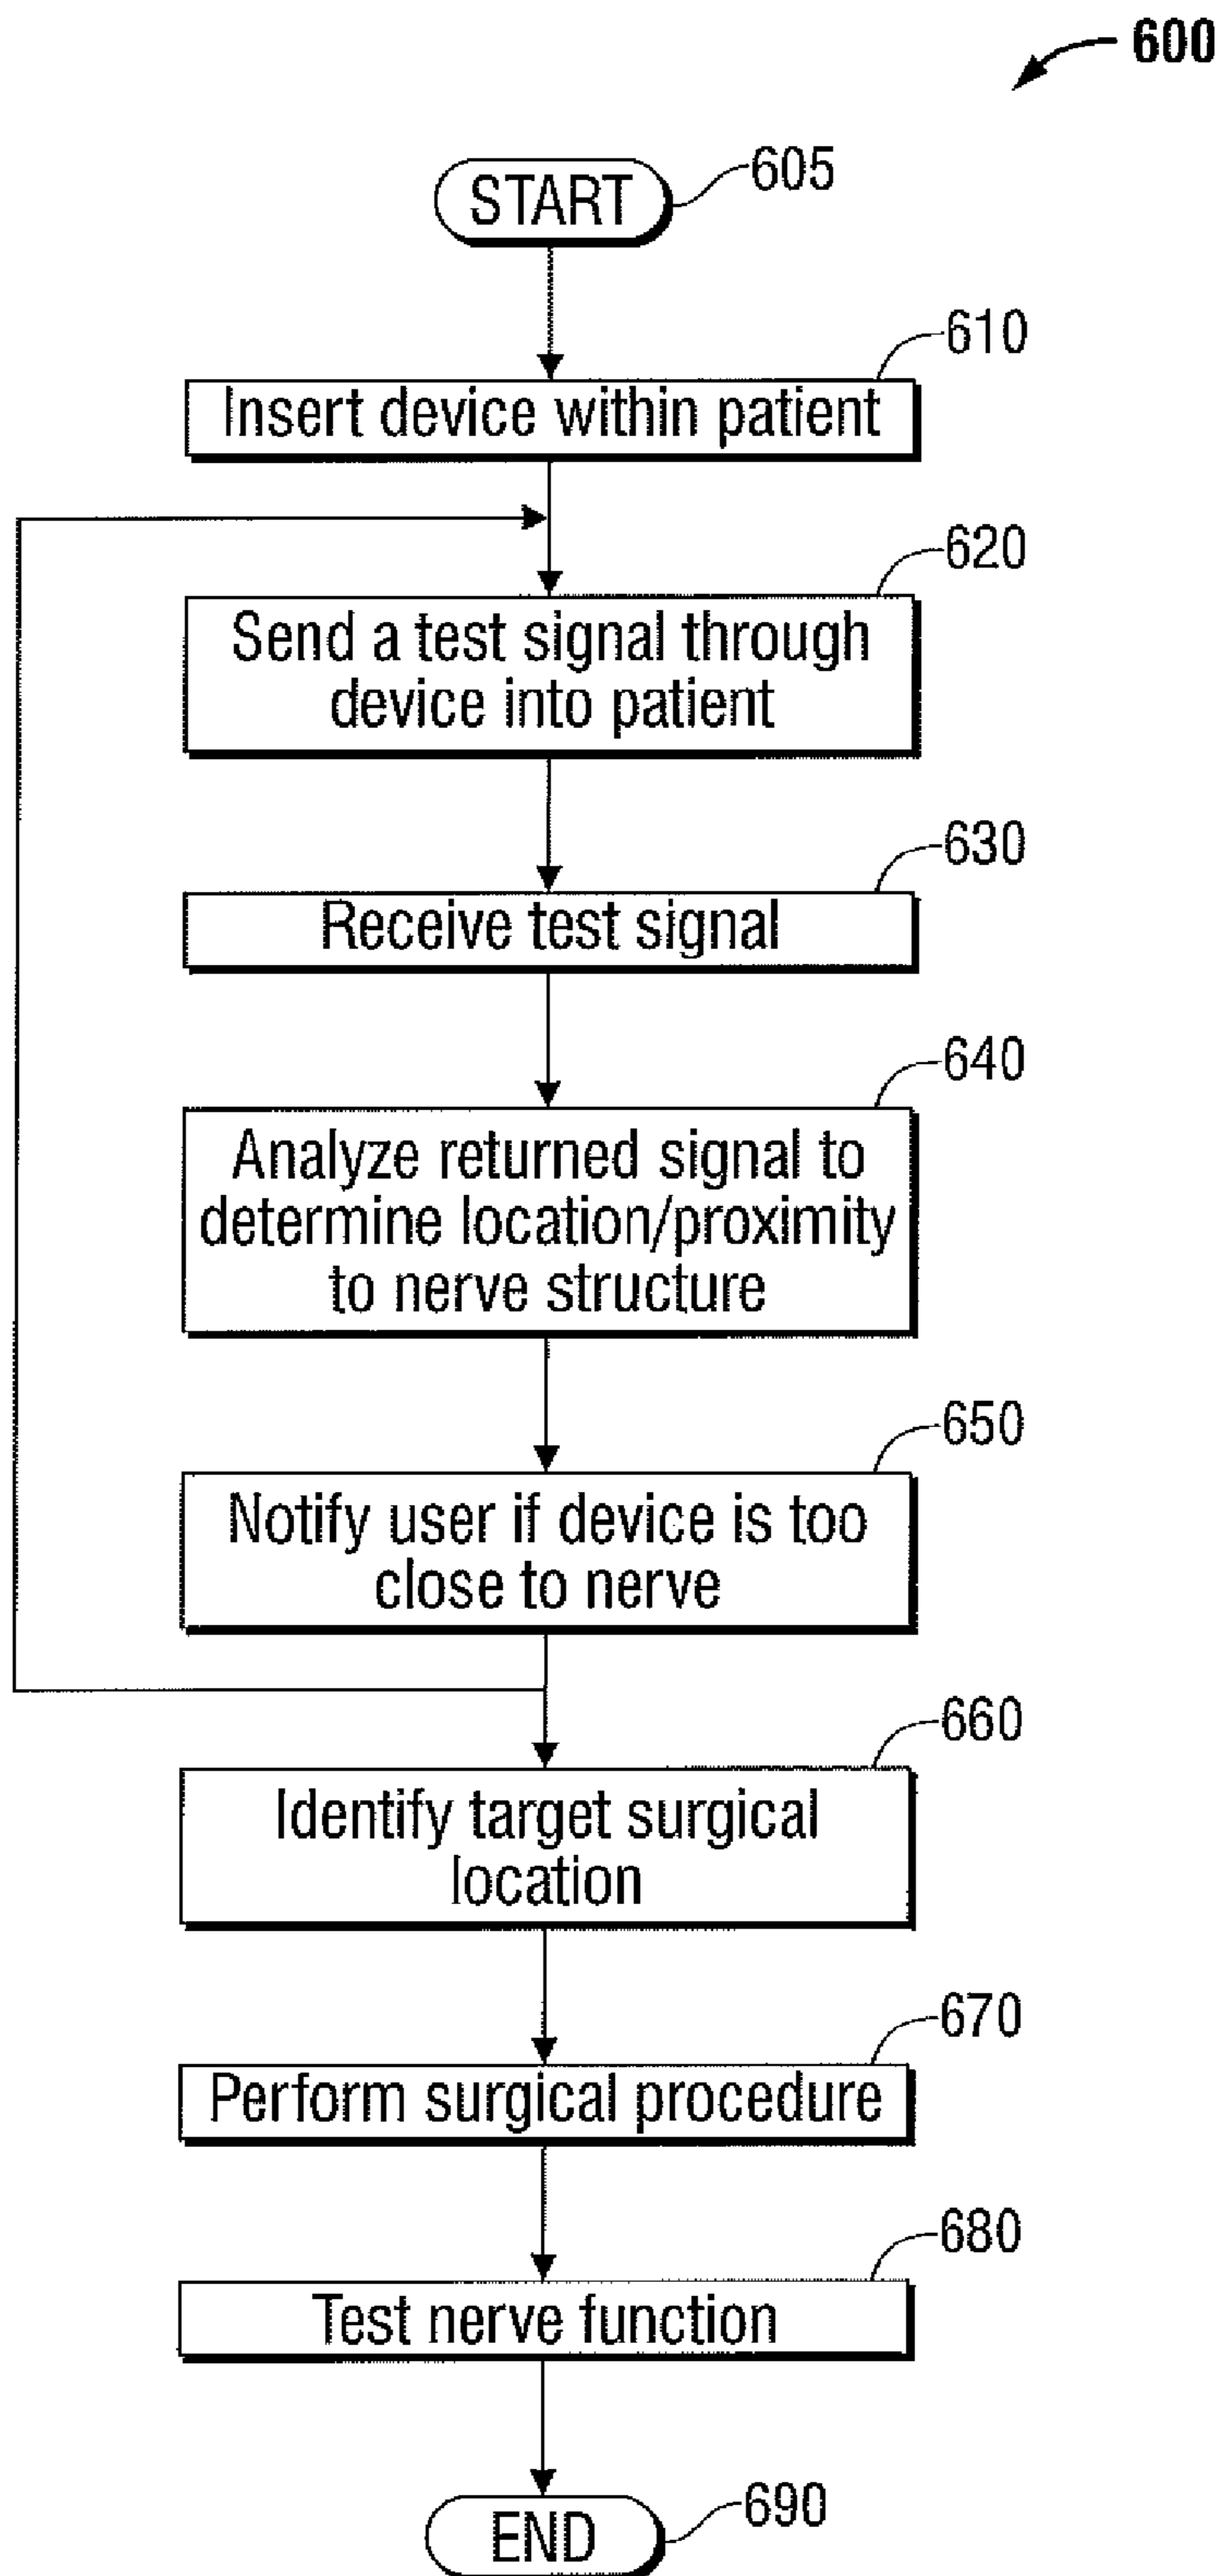 600
START
605
610
Insert device within patient
620
Send a test signal through
device into patient
630
Receive test signal
640
Analyze returned signal to
determine location/proximity
to nerve structure
650
Notify user if device is too
close to nerve
660
Identify target surgical
location
670
Perform surgical procedure
680
Test nerve function
END
690